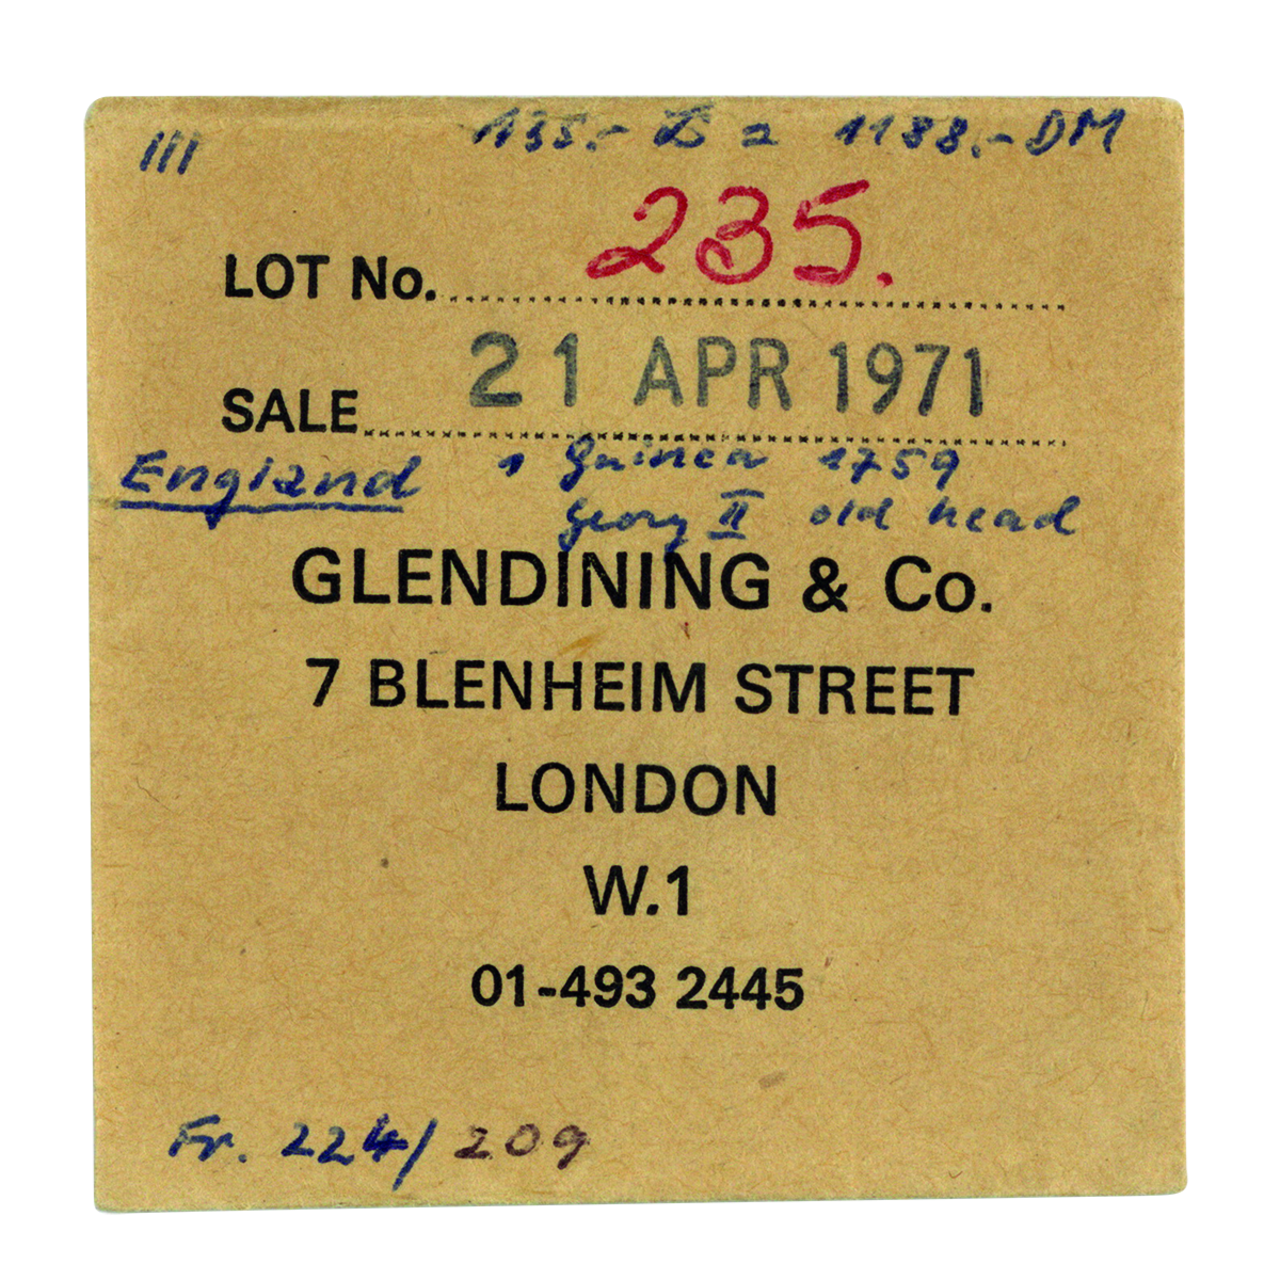 III 135.- £ = 1188.- DM
LOT No. 235.
SALE 21 APR 1971
England 1 Guinea 1759
Georg II old head
GLENDINING & Co.
7 BLENHEIM STREET
LONDON
W.1
01-493 2445
Fr. 224/209